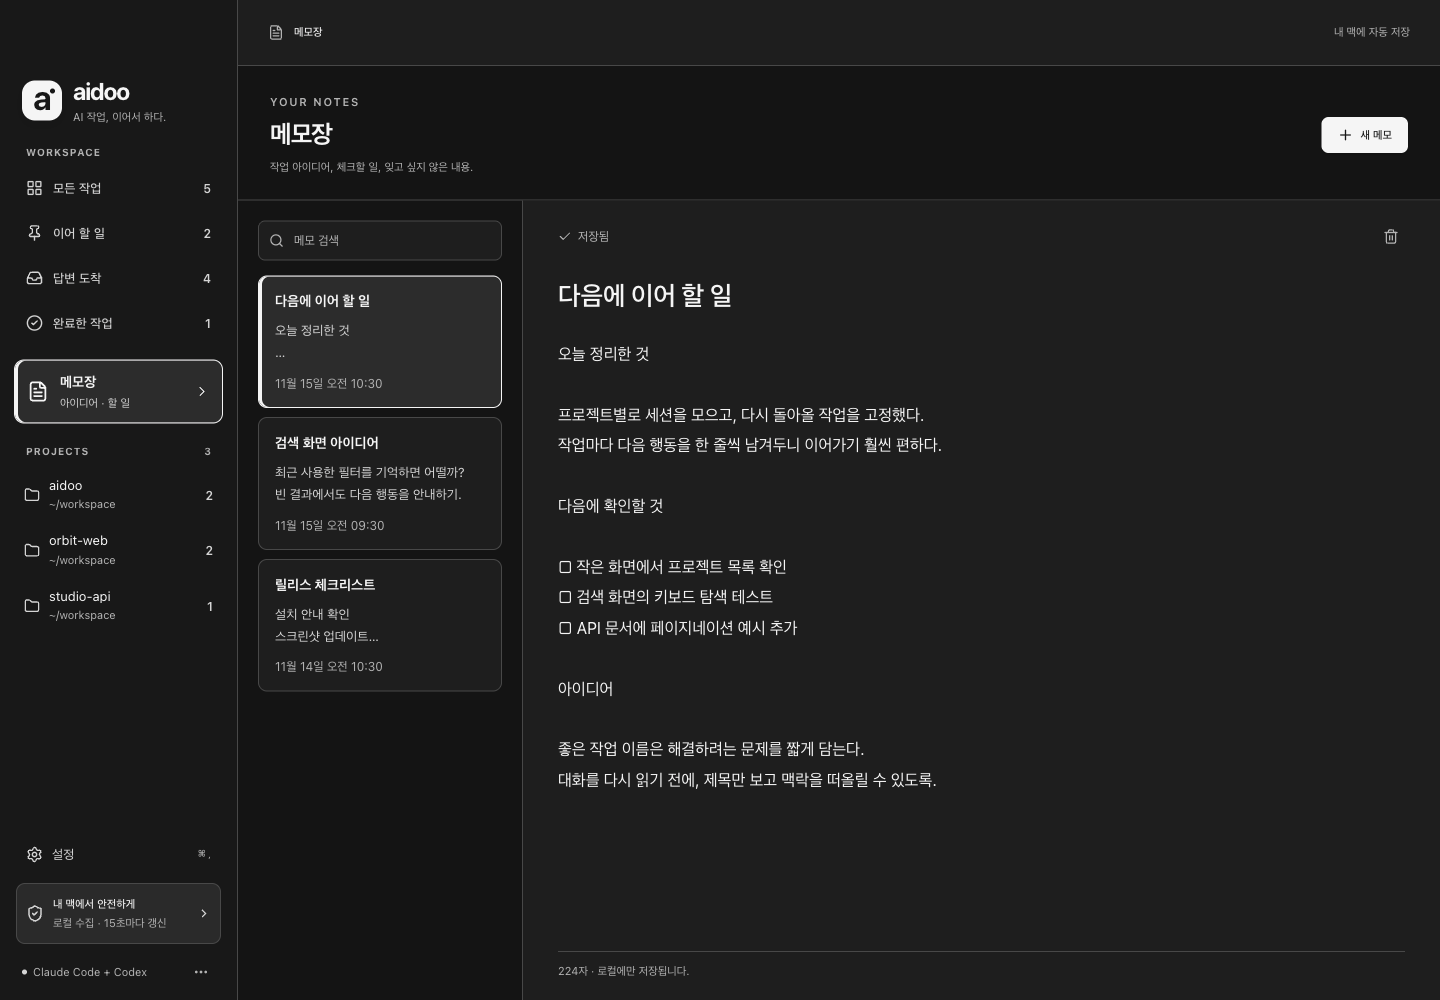 aidoo
AI 작업, 이어서 하다.
WORKSPACE
모든 작업 5
이어 할 일 2
답변 도착 4
완료한 작업 1
메모장
아이디어 · 할 일
PROJECTS 3
aidoo
~/workspace
2
orbit-web
~/workspace
2
studio-api
~/workspace
1
설정 ⌘ ,
내 맥에서 안전하게
로컬 수집 · 15초마다 갱신
Claude Code + Codex
메모장
내 맥에 자동 저장
YOUR NOTES
메모장
작업 아이디어, 체크할 일, 잊고 싶지 않은 내용.
새 메모
메모 검색
다음에 이어 할 일
오늘 정리한 것
...
11월 15일 오전 10:30
검색 화면 아이디어
최근 사용한 필터를 기억하면 어떨까?
빈 결과에서도 다음 행동을 안내하기.
11월 15일 오전 09:30
릴리스 체크리스트
설치 안내 확인
스크린샷 업데이트...
11월 14일 오전 10:30
저장됨
다음에 이어 할 일
오늘 정리한 것
프로젝트별로 세션을 모으고, 다시 돌아올 작업을 고정했다.
작업마다 다음 행동을 한 줄씩 남겨두니 이어가기 훨씬 편하다.
다음에 확인할 것
☐ 작은 화면에서 프로젝트 목록 확인
☐ 검색 화면의 키보드 탐색 테스트
☐ API 문서에 페이지네이션 예시 추가
아이디어
좋은 작업 이름은 해결하려는 문제를 짧게 담는다.
대화를 다시 읽기 전에, 제목만 보고 맥락을 떠올릴 수 있도록.
224자 · 로컬에만 저장됩니다.